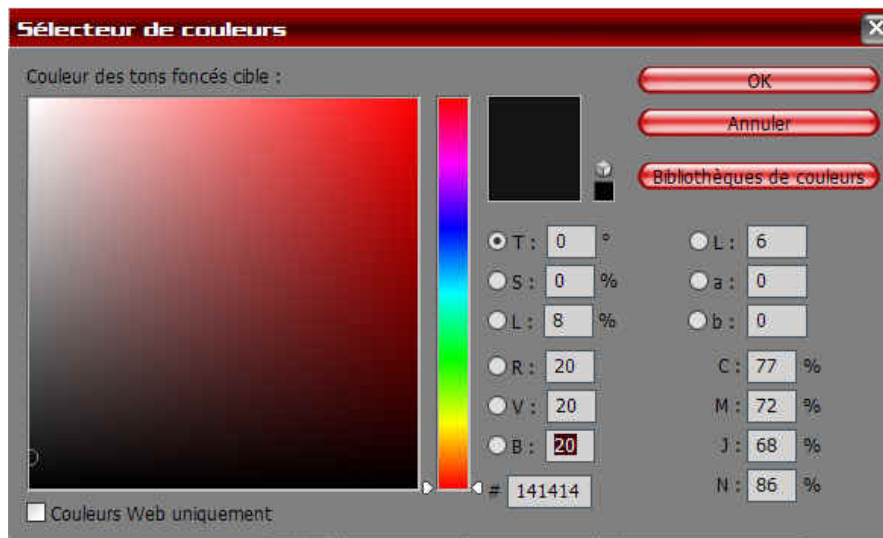 Sélecteur de couleurs
Couleur des tons foncés cible :
OK
Annuler
Bibliothèques de couleurs
T : 0 °
L : 6
S : 0 %
a : 0
L : 8 %
b : 0
R : 20
C : 77 %
V : 20
M : 72 %
B : 20
J : 68 %
# 141414
N : 86 %
Couleurs Web uniquement